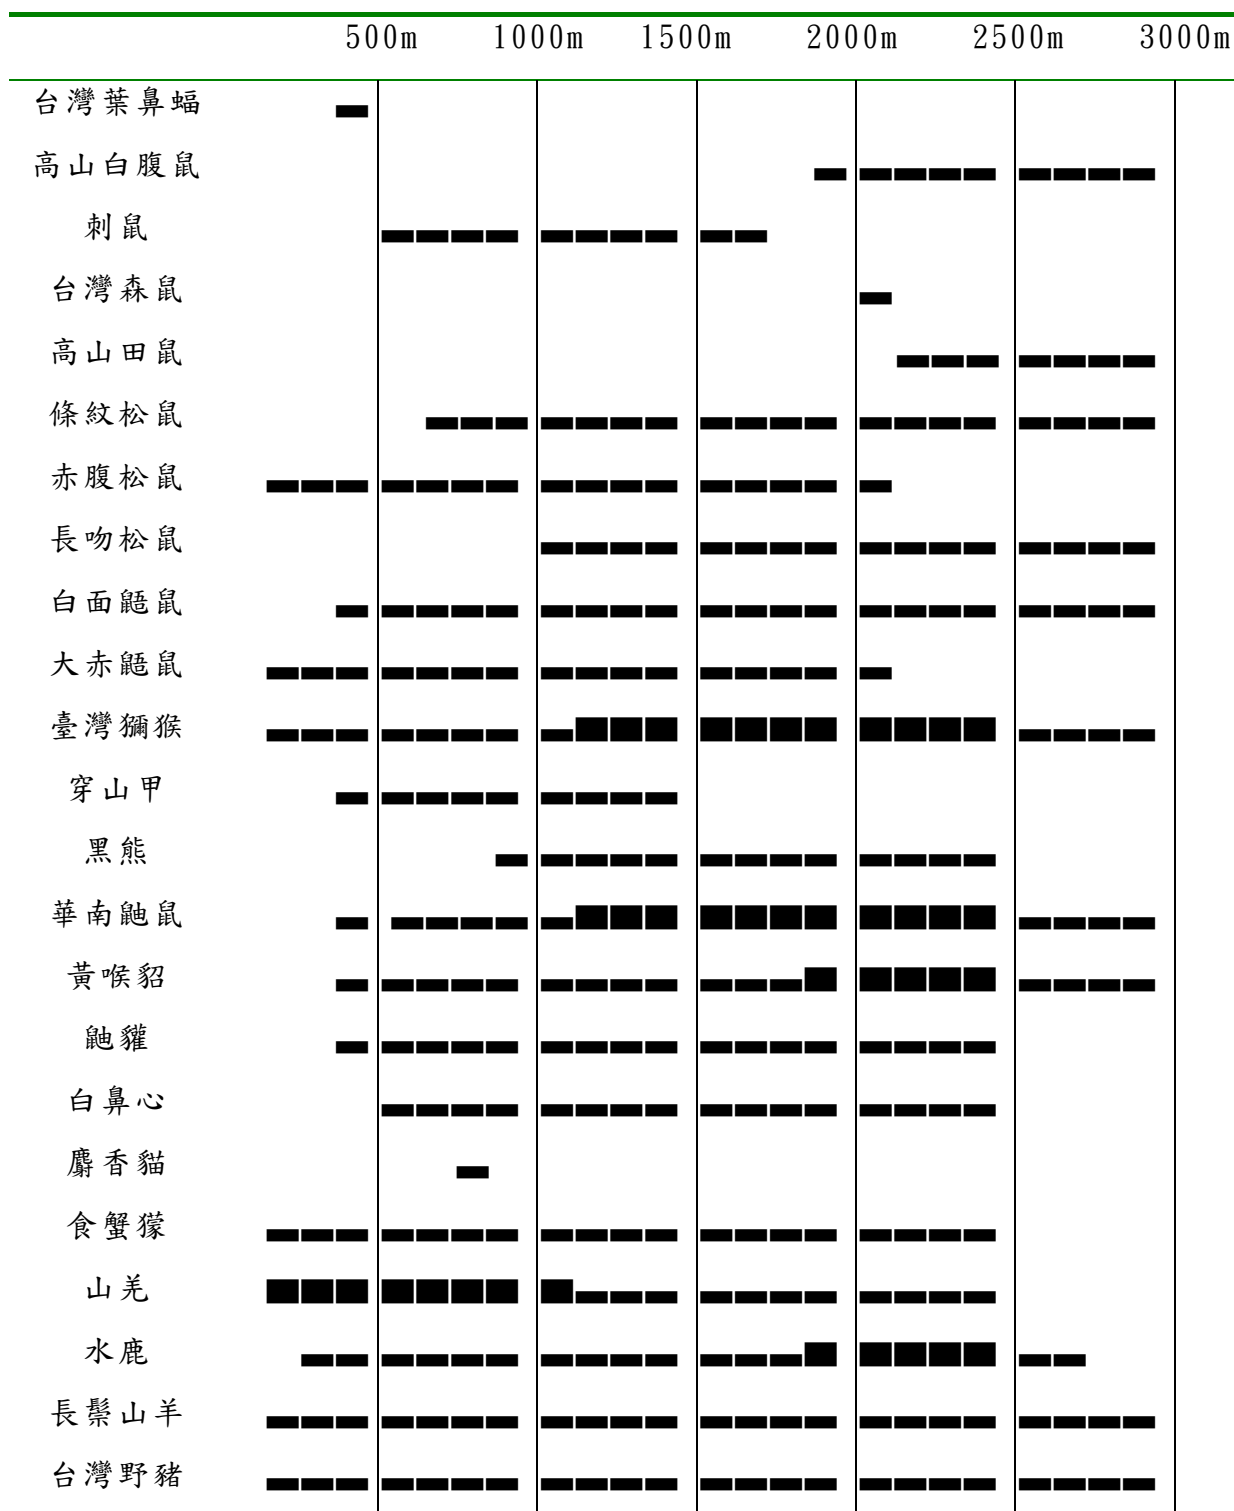 500m 1000m 1500m 2000m 2500m 3000m
台灣葉鼻蝠
高山白腹鼠
刺鼠
台灣森鼠
高山田鼠
條紋松鼠
赤腹松鼠
長吻松鼠
白面鼯鼠
大赤鼯鼠
臺灣獼猴
穿山甲
黑熊
華南鼬鼠
黃喉貂
鼬獾
白鼻心
麝香貓
食蟹獴
山羌
水鹿
長鬃山羊
台灣野豬